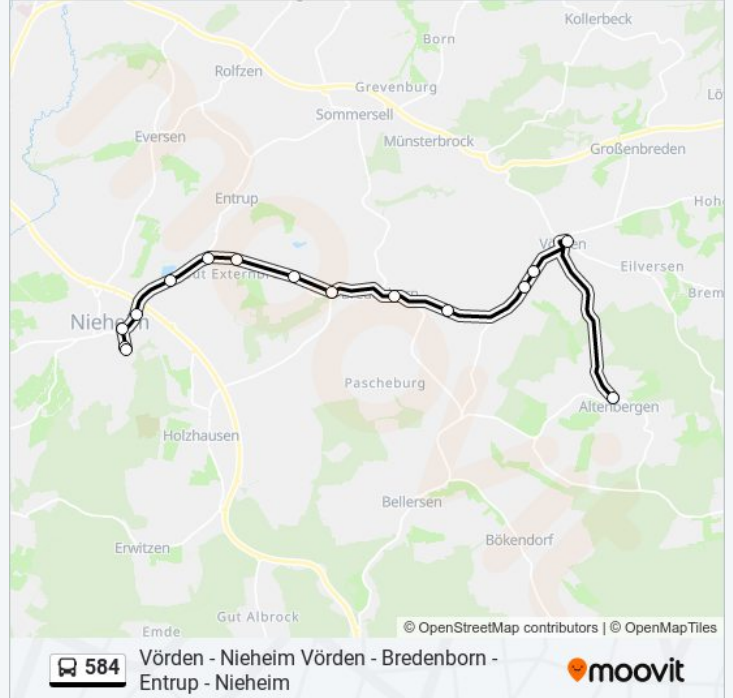 Kollerbeck
Born
Rolfzen
Grevenburg
Sommersell
Eversen
Münsterbrock
Großenbreden
Entrup
Eilversen
Nieheim
Pascheburg
Altenbergen
Holzhausen
Bellersen
Bökendorf
Erwitzen
Gut Albrock
Emde
© OpenStreetMap contributors | © OpenMapTiles
584
Vörden - Nieheim Vörden - Bredenborn -
Entrup - Nieheim
moovit